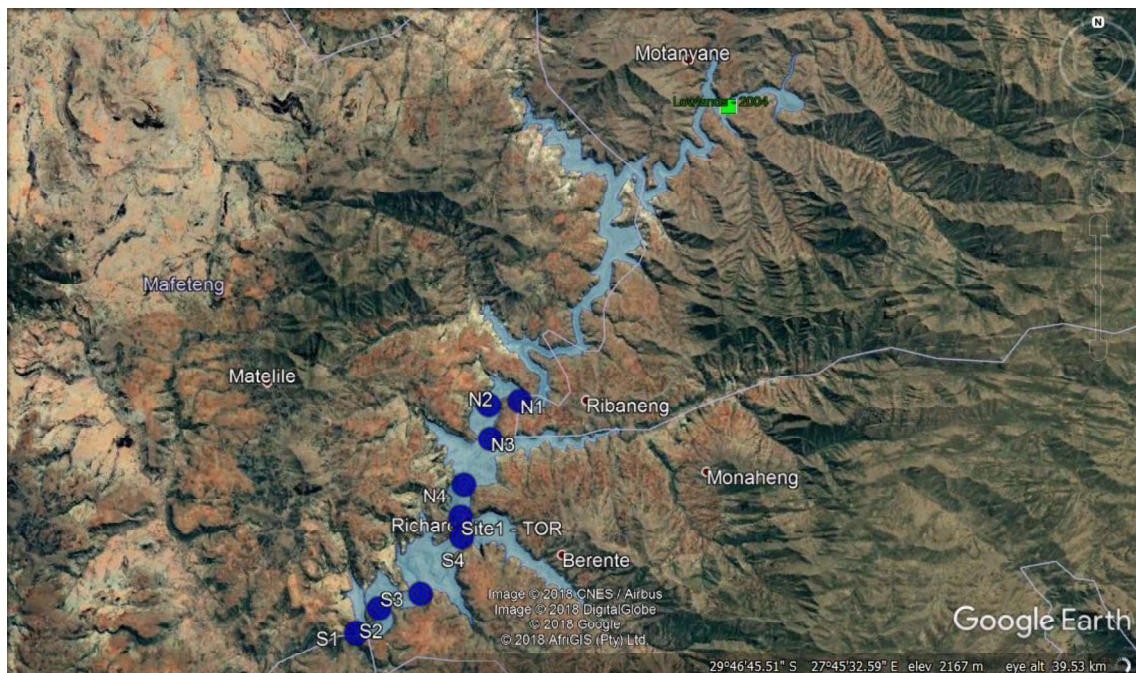 N
Motanyane
Lowlands - 2004
Mafeteng
Matelile
N2
N1
Ribaneng
N3
Monaheng
N4
Site1 - TOR
S4
Berente
S3
S1
S2
Image © 2018 CNES / Airbus
Image © 2018 DigitalGlobe
© 2018 Google
© 2018 AfriGIS (Pty) Ltd.
Google Earth
29°46'45.51" S 27°45'32.59" E elev 2167 m eye alt 39.53 km